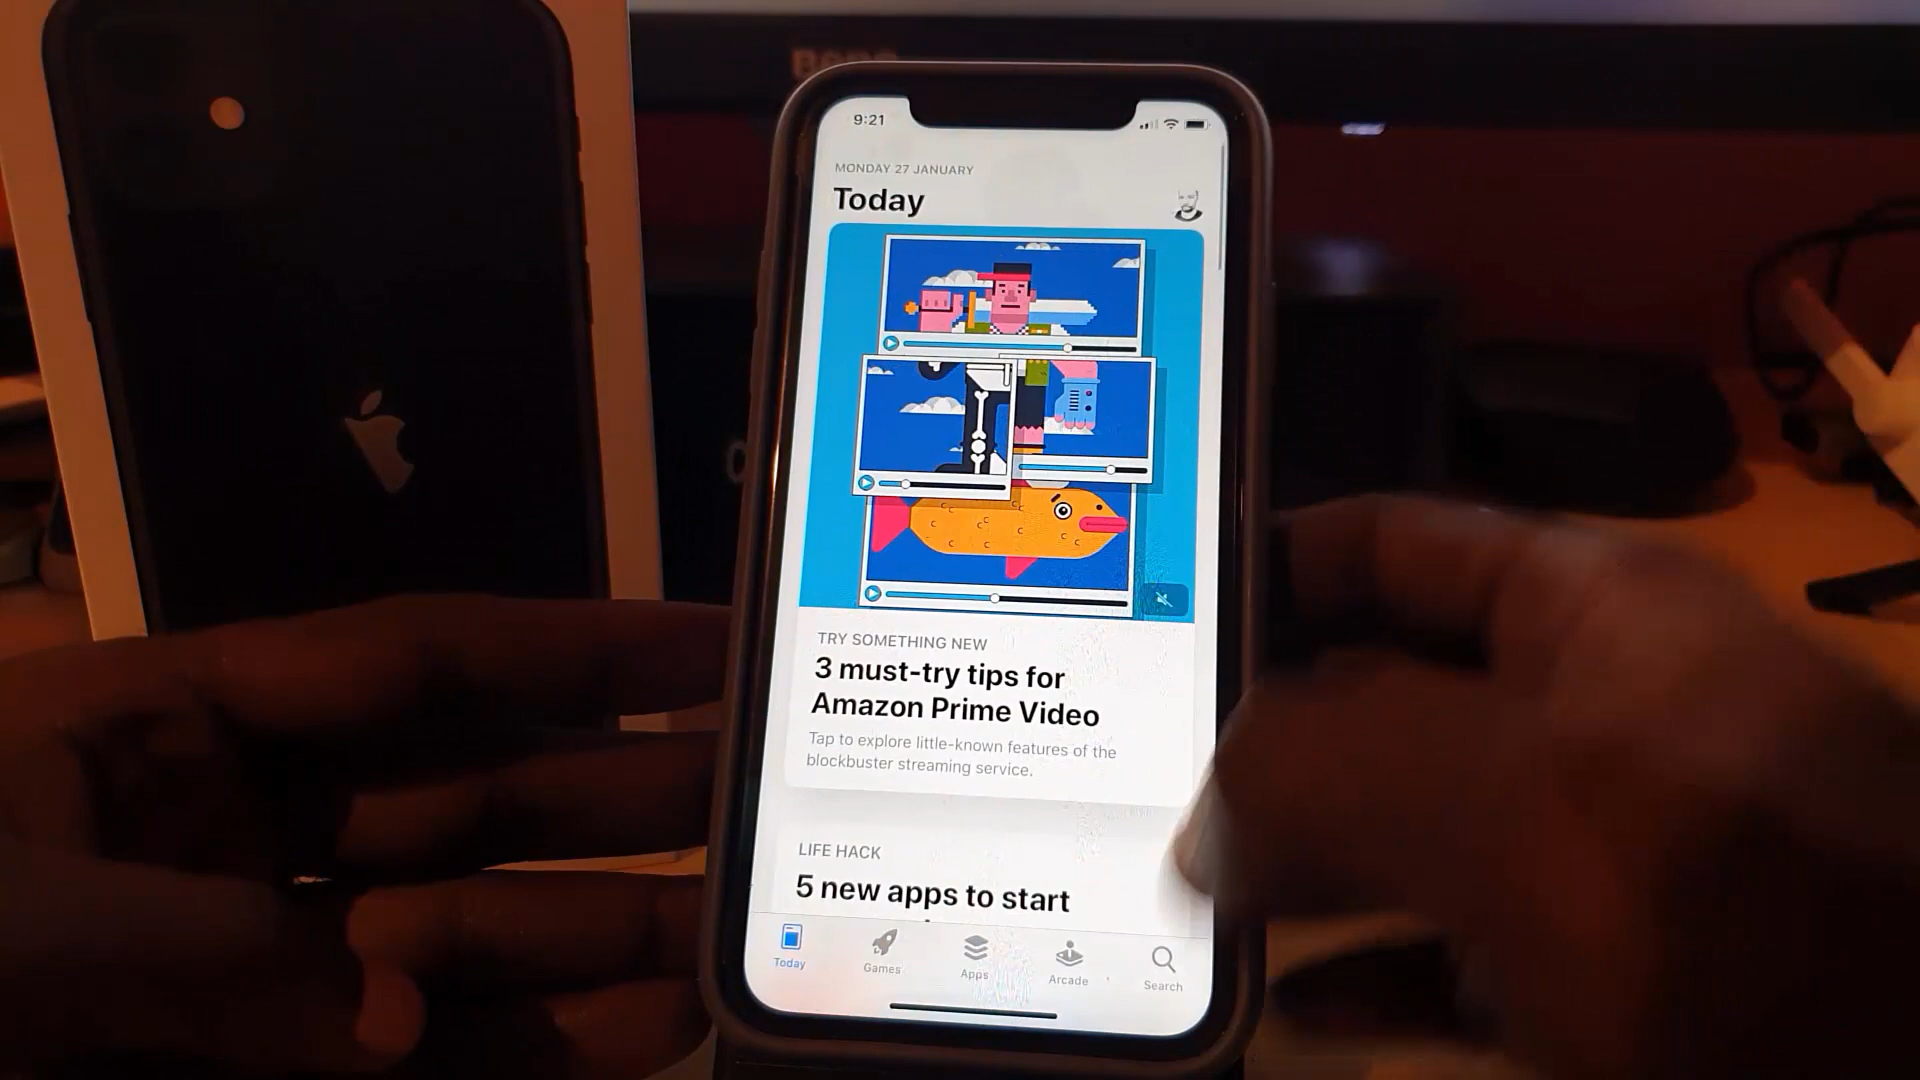 9:21
MONDAY 27 JANUARY
Today
TRY SOMETHING NEW
3 must-try tips for
Amazon Prime Video
Tap to explore little-known features of the
blockbuster streaming service.
LIFE HACK
5 new apps to start
Today
Games
Apps
Arcade
Search